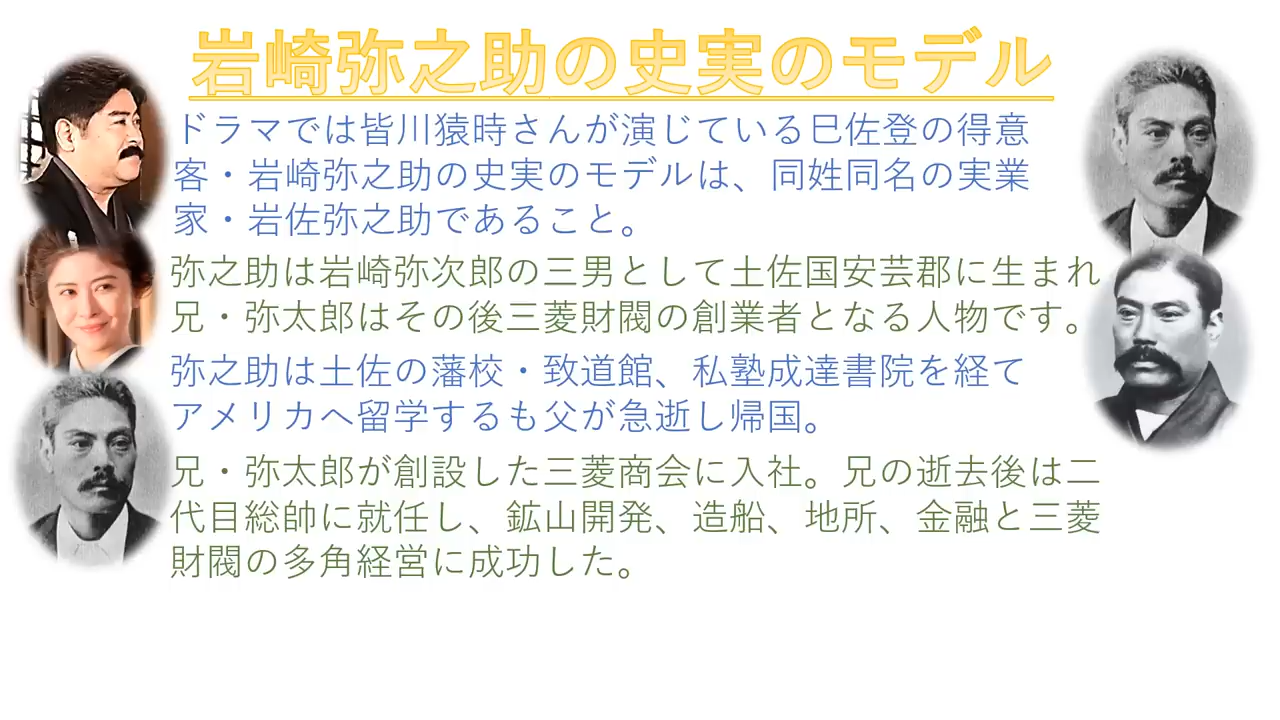 岩崎弥之助の史実のモデル
ドラマでは皆川猿時さんが演じている巳佐登の得意
客・岩崎弥之助の史実のモデルは、同姓同名の実業
家・岩佐弥之助であること。
弥之助は岩崎弥次郎の三男として土佐国安芸郡に生まれ
兄・弥太郎はその後三菱財閥の創業者となる人物です。
弥之助は土佐の藩校・致道館、私塾成達書院を経て
アメリカへ留学するも父が急逝し帰国。
兄・弥太郎が創設した三菱商会に入社。兄の逝去後は二
代目総帥に就任し、鉱山開発、造船、地所、金融と三菱
財閥の多角経営に成功した。